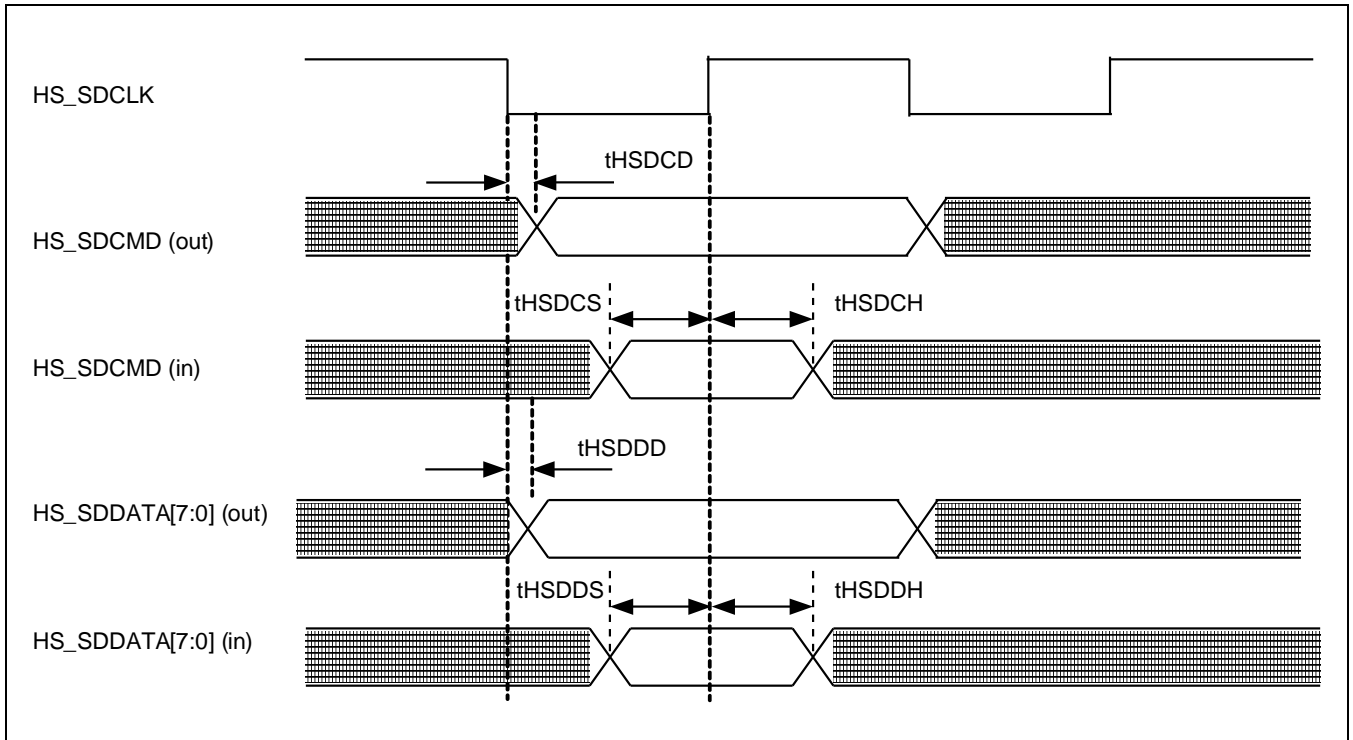 HS_SDCLK
tHSDCD
HS_SDCMD (out)
tHSDCS
tHSDCH
HS_SDCMD (in)
tHSDDD
HS_SDDATA[7:0] (out)
tHSDDS
tHSDDH
HS_SDDATA[7:0] (in)